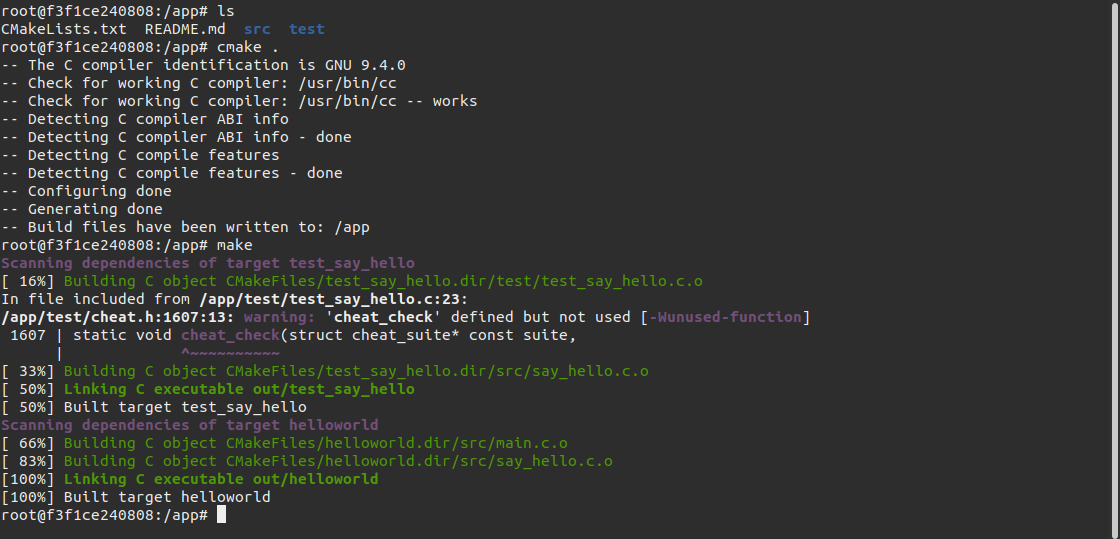 root@f3f1ce240808:/app# ls
CMakeLists.txt  README.md  src  test
root@f3f1ce240808:/app# cmake .
-- The C compiler identification is GNU 9.4.0
-- Check for working C compiler: /usr/bin/cc
-- Check for working C compiler: /usr/bin/cc -- works
-- Detecting C compiler ABI info
-- Detecting C compiler ABI info - done
-- Detecting C compile features
-- Detecting C compile features - done
-- Configuring done
-- Generating done
-- Build files have been written to: /app
root@f3f1ce240808:/app# make
Scanning dependencies of target test_say_hello
[ 16%] Building C object CMakeFiles/test_say_hello.dir/test/test_say_hello.c.o
In file included from /app/test/test_say_hello.c:23:
/app/test/cheat.h:1607:13: warning: 'cheat_check' defined but not used [-Wunused-function]
 1607 | static void cheat_check(struct cheat_suite* const suite,
      |             ^~~~~~~~~~~
[ 33%] Building C object CMakeFiles/test_say_hello.dir/src/say_hello.c.o
[ 50%] Linking C executable out/test_say_hello
[ 50%] Built target test_say_hello
Scanning dependencies of target helloworld
[ 66%] Building C object CMakeFiles/helloworld.dir/src/main.c.o
[ 83%] Building C object CMakeFiles/helloworld.dir/src/say_hello.c.o
[100%] Linking C executable out/helloworld
[100%] Built target helloworld
root@f3f1ce240808:/app#